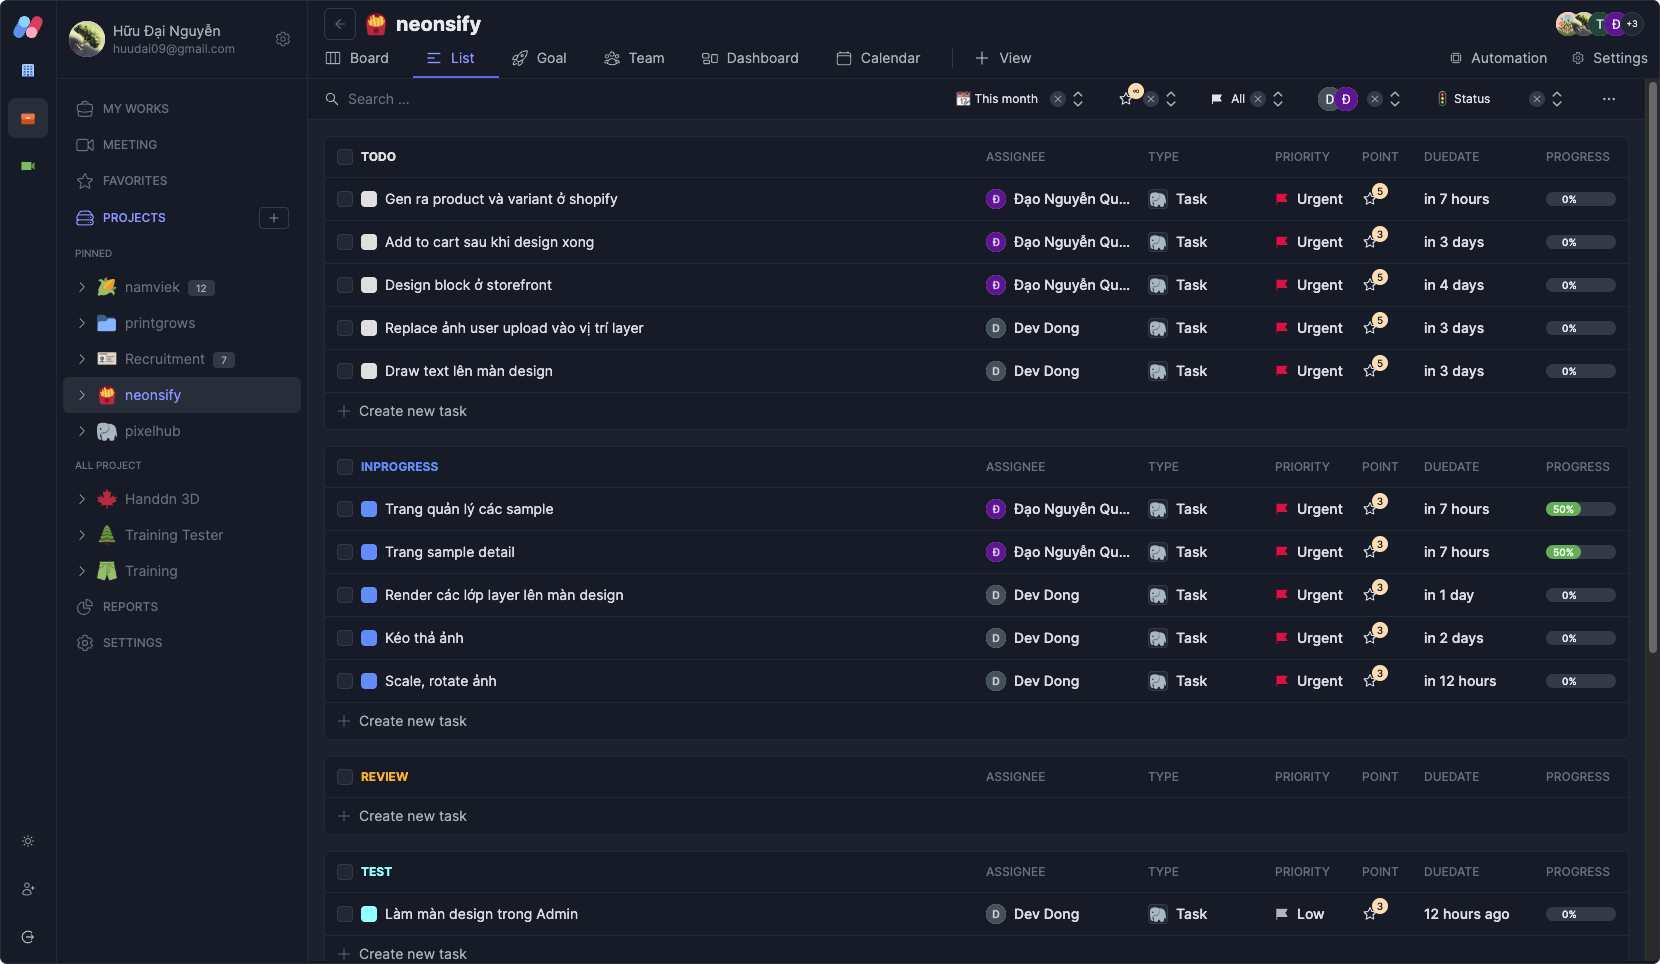 Hữu Đại Nguyễn
huudai09@gmail.com
MY WORKS
MEETING
FAVORITES
PROJECTS
PINNED
namviek 12
printgrows
Recruitment 7
neonsify
pixelhub
ALL PROJECT
Handdn 3D
Training Tester
Training
REPORTS
SETTINGS
neonsify
T Đ +3
Board List Goal Team Dashboard Calendar View Automation Settings
Search ... This month ∞ All D Đ Status
TODO ASSIGNEE TYPE PRIORITY POINT DUEDATE PROGRESS
Gen ra product và variant ở shopify Đ Đạo Nguyễn Qu... Task Urgent 5 in 7 hours 0%
Add to cart sau khi design xong Đ Đạo Nguyễn Qu... Task Urgent 3 in 3 days 0%
Design block ở storefront Đ Đạo Nguyễn Qu... Task Urgent 5 in 4 days 0%
Replace ảnh user upload vào vị trí layer D Dev Dong Task Urgent 5 in 3 days 0%
Draw text lên màn design D Dev Dong Task Urgent 5 in 3 days 0%
Create new task
INPROGRESS ASSIGNEE TYPE PRIORITY POINT DUEDATE PROGRESS
Trang quản lý các sample Đ Đạo Nguyễn Qu... Task Urgent 3 in 7 hours 50%
Trang sample detail Đ Đạo Nguyễn Qu... Task Urgent 3 in 7 hours 50%
Render các lớp layer lên màn design D Dev Dong Task Urgent 3 in 1 day 0%
Kéo thả ảnh D Dev Dong Task Urgent 3 in 2 days 0%
Scale, rotate ảnh D Dev Dong Task Urgent 3 in 12 hours 0%
Create new task
REVIEW ASSIGNEE TYPE PRIORITY POINT DUEDATE PROGRESS
Create new task
TEST ASSIGNEE TYPE PRIORITY POINT DUEDATE PROGRESS
Làm màn design trong Admin D Dev Dong Task Low 3 12 hours ago 0%
Create new task